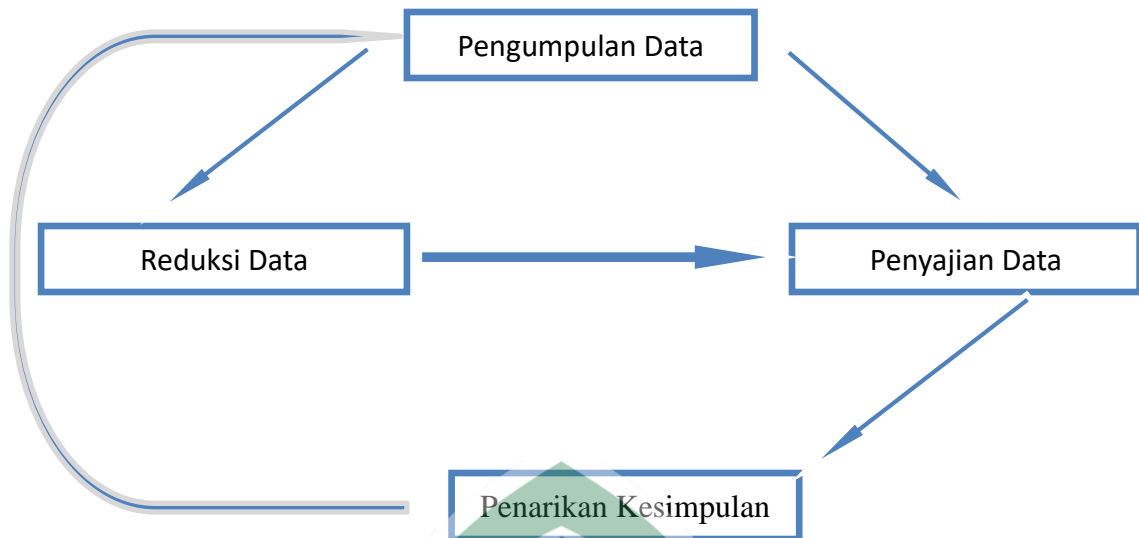 Pengumpulan Data
Reduksi Data
Penyajian Data
Penarikan Kesimpulan